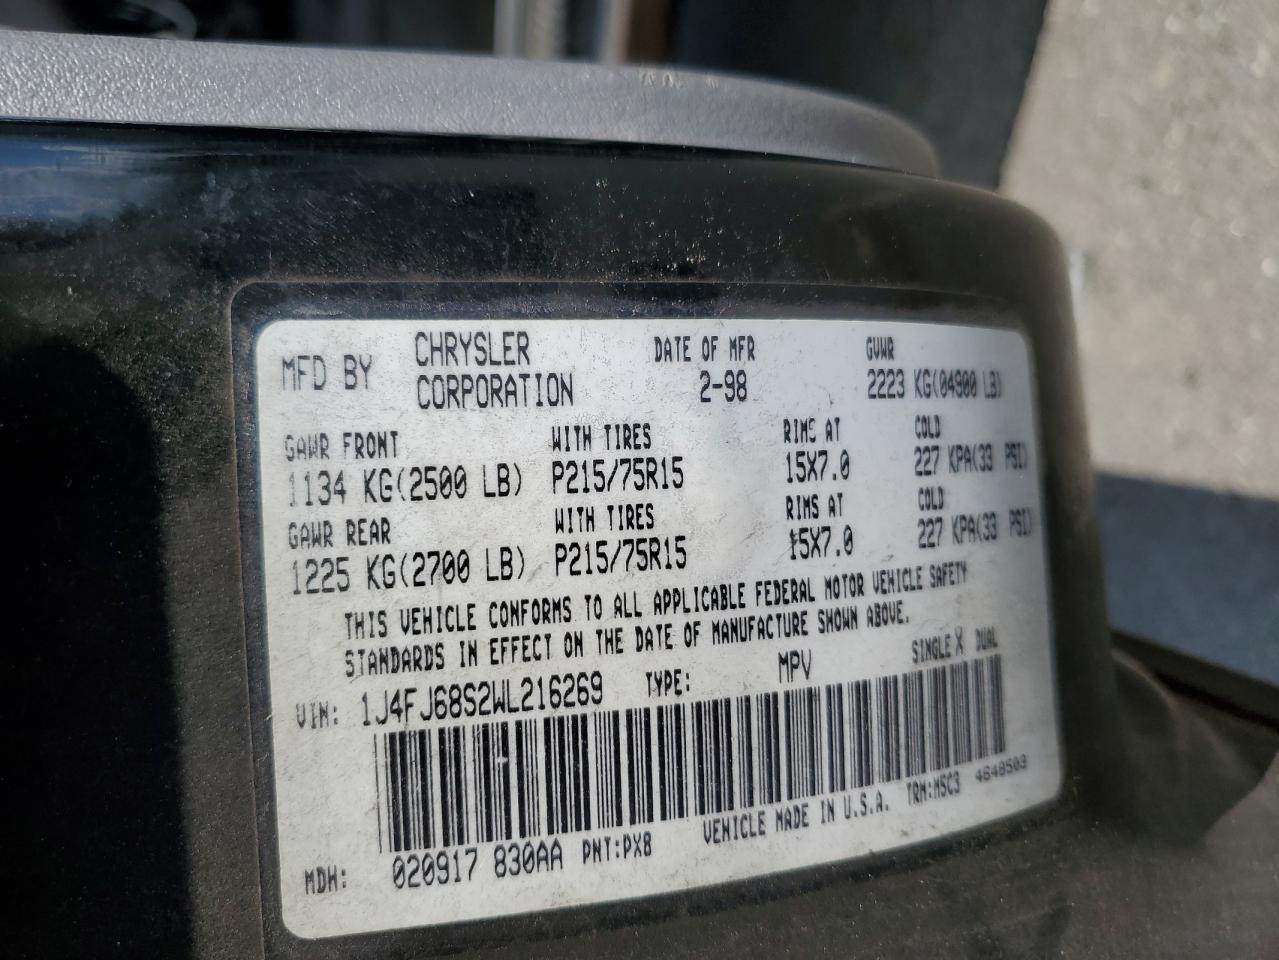 MFD BY CHRYSLER CORPORATION DATE OF MFR 2-98 GVWR 2223 KG(04900 LB)
GAWR FRONT WITH TIRES RIMS AT COLD
1134 KG(2500 LB) P215/75R15 15X7.0 227 KPA(33 PSI)
GAWR REAR WITH TIRES RIMS AT COLD
1225 KG(2700 LB) P215/75R15 15X7.0 227 KPA(33 PSI)
THIS VEHICLE CONFORMS TO ALL APPLICABLE FEDERAL MOTOR VEHICLE SAFETY
STANDARDS IN EFFECT ON THE DATE OF MANUFACTURE SHOWN ABOVE.
VIN: 1J4FJ68S2WL216269 TYPE: MPV SINGLE X DUAL
MDH: 020917 830AA PNT:PX8 VEHICLE MADE IN U.S.A. TRM:M5C3 4648503